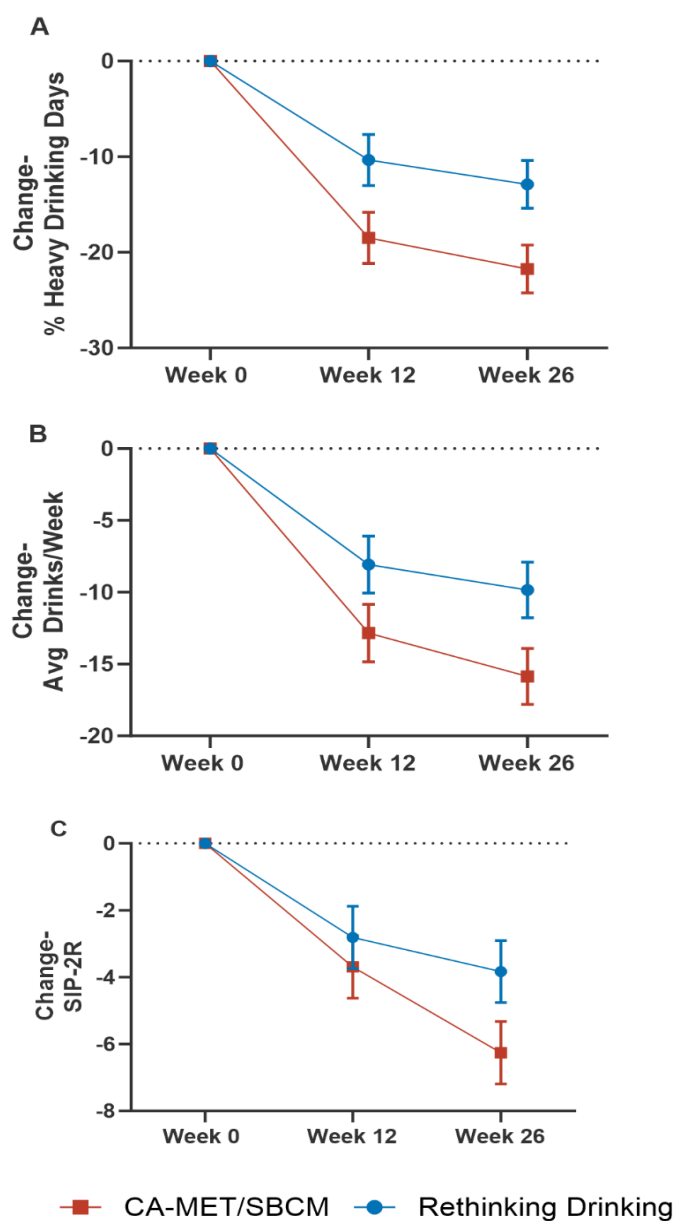 A
Change-
% Heavy Drinking Days
0
-10
-20
-30
Week 0
Week 12
Week 26
B
Change-
Avg Drinks/Week
0
-5
-10
-15
-20
Week 0
Week 12
Week 26
C
Change-
SIP-2R
0
-2
-4
-6
-8
Week 0
Week 12
Week 26
CA-MET/SBCM
Rethinking Drinking